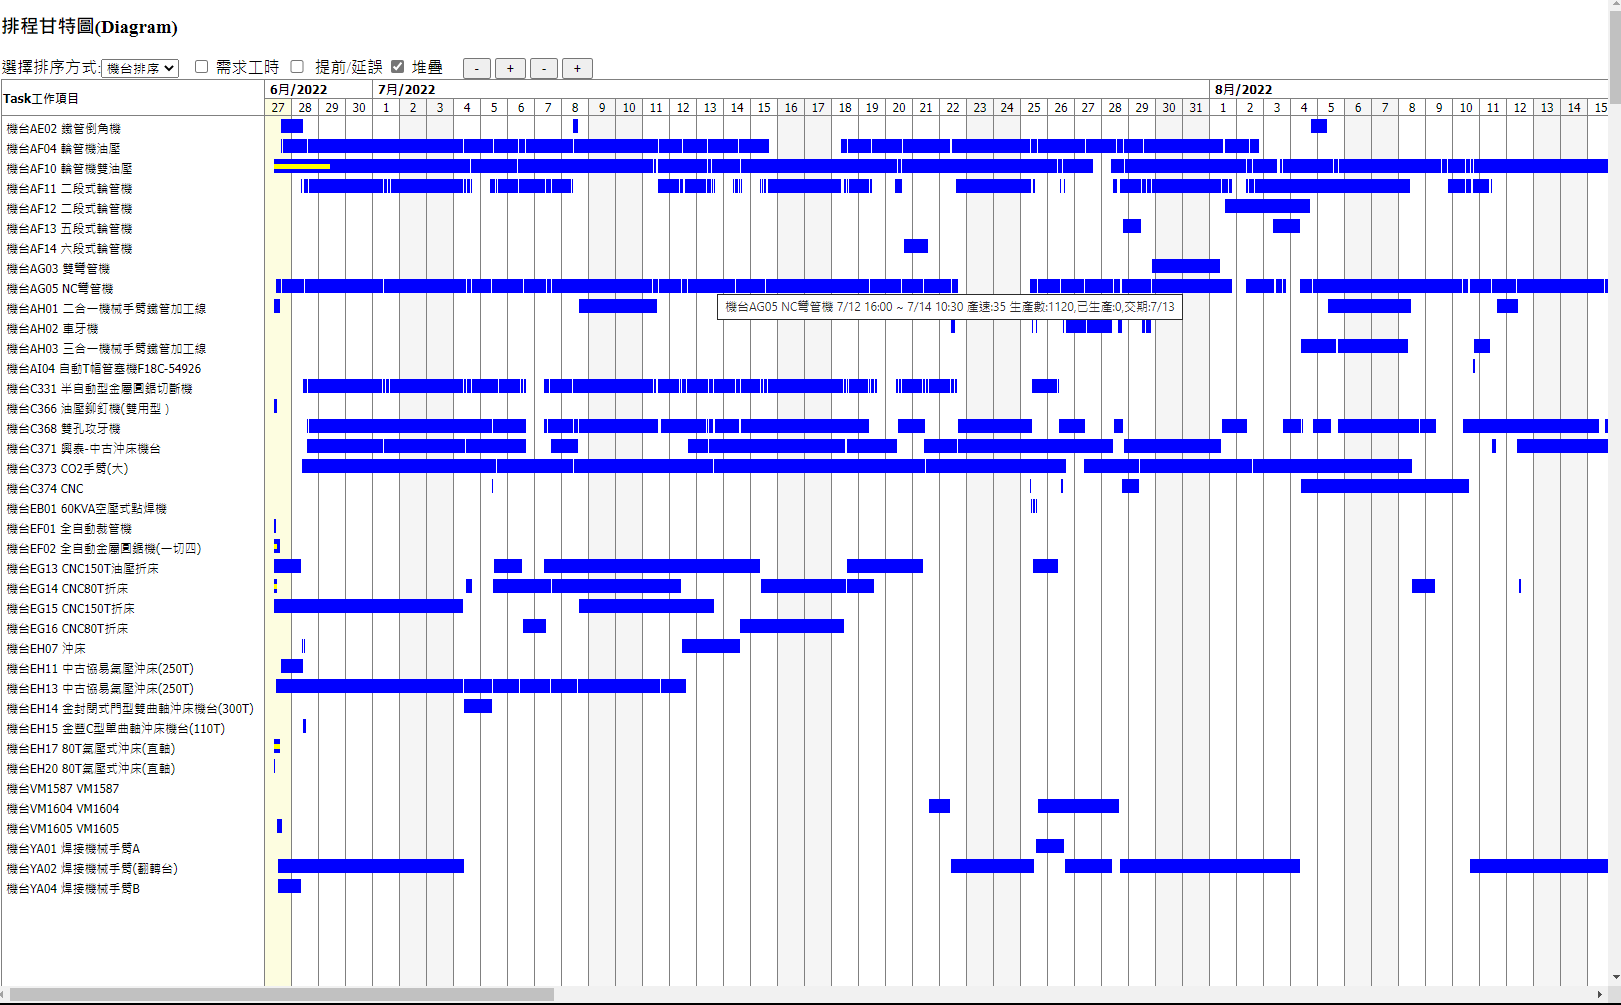 排程甘特圖(Diagram)
選擇排序方式: 機台排序 需求工時 提前/延誤 堆疊 - + - +
Task工作項目 6月/2022 7月/2022 8月/2022
27 28 29 30 1 2 3 4 5 6 7 8 9 10 11 12 13 14 15 16 17 18 19 20 21 22 23 24 25 26 27 28 29 30 31 1 2 3 4 5 6 7 8 9 10 11 12 13 14 15
機台AE02 鐵管倒角機
機台AF04 輪管機油壓
機台AF10 輪管機雙油壓
機台AF11 二段式輪管機
機台AF12 二段式輪管機
機台AF13 五段式輪管機
機台AF14 六段式輪管機
機台AG03 雙彎管機
機台AG05 NC彎管機
機台AH01 二合一機械手臂鐵管加工線
機台AG05 NC彎管機 7/12 16:00 ~ 7/14 10:30 產速:35 生產數:1120,已生產:0,交期:7/13
機台AH02 車牙機
機台AH03 三合一機械手臂鐵管加工線
機台AI04 自動T帽管塞機F18C-54926
機台C331 半自動型金屬圓鋸切斷機
機台C366 油壓鉚釘機(雙用型)
機台C368 雙孔攻牙機
機台C371 興泰-中古沖床機台
機台C373 CO2手臂(大)
機台C374 CNC
機台EB01 60KVA空壓式點焊機
機台EF01 全自動裁管機
機台EF02 全自動金屬圓鋸機(一切四)
機台EG13 CNC150T油壓折床
機台EG14 CNC80T折床
機台EG15 CNC150T折床
機台EG16 CNC80T折床
機台EH07 沖床
機台EH11 中古協易氣壓沖床(250T)
機台EH13 中古協易氣壓沖床(250T)
機台EH14 金封閉式門型雙曲軸沖床機台(300T)
機台EH15 金豐C型單曲軸沖床機台(110T)
機台EH17 80T氣壓式沖床(直軸)
機台EH20 80T氣壓式沖床(直軸)
機台VM1587 VM1587
機台VM1604 VM1604
機台VM1605 VM1605
機台YA01 焊接機械手臂A
機台YA02 焊接機械手臂(翻轉台)
機台YA04 焊接機械手臂B